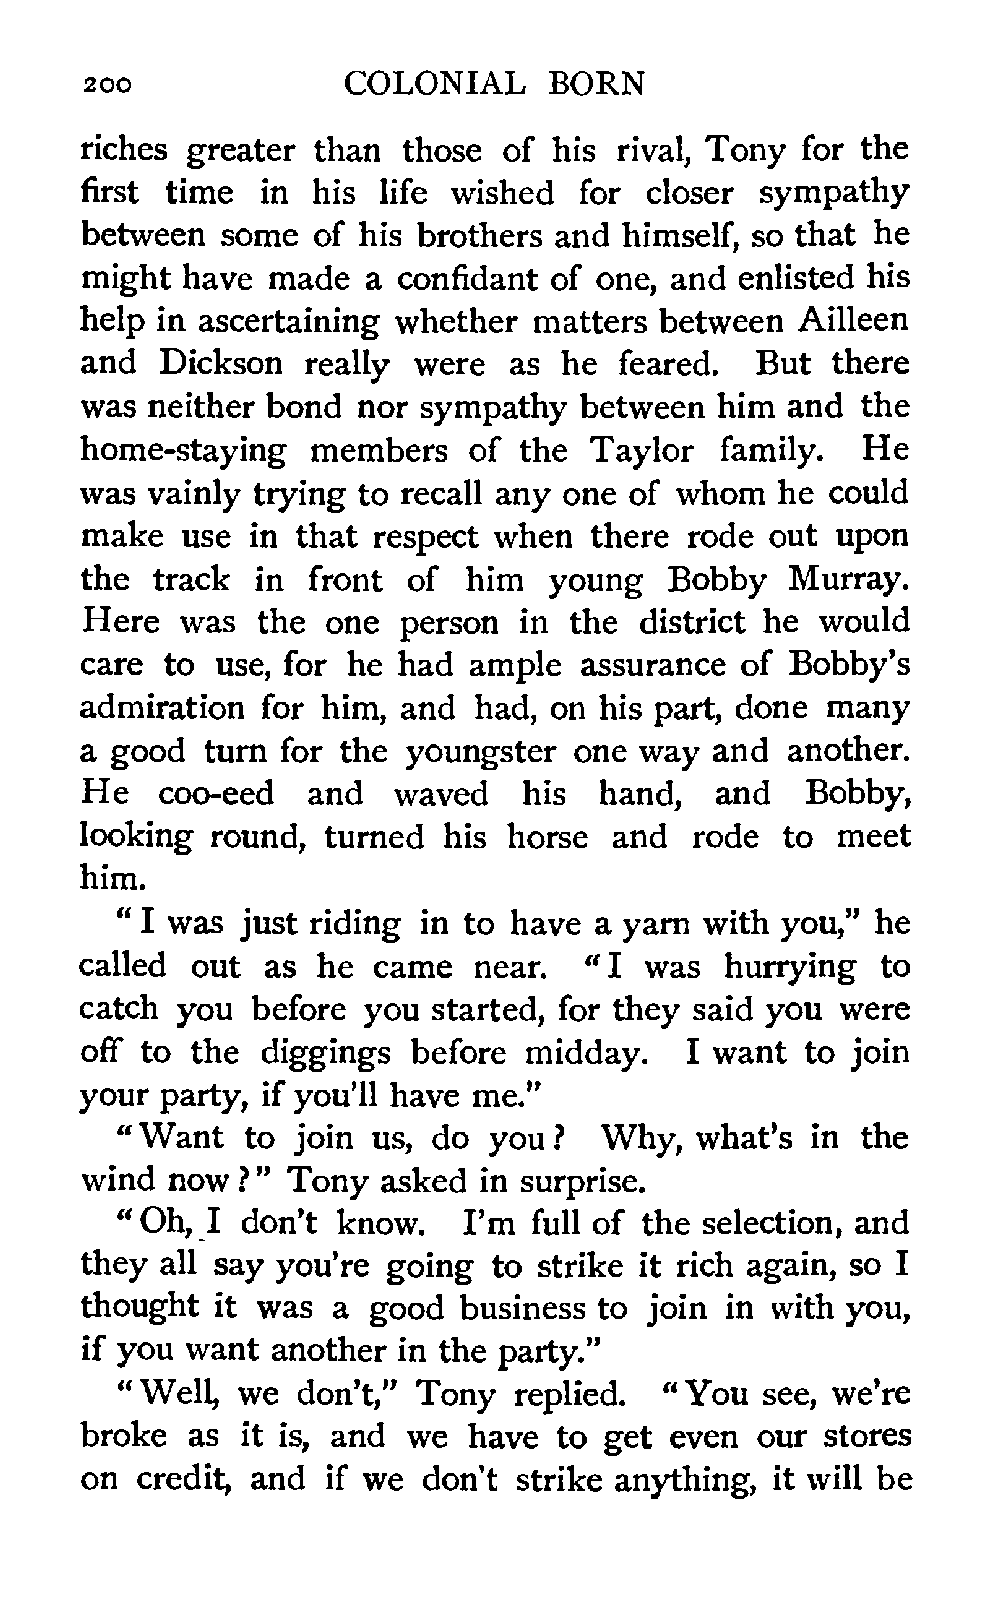 200 COLONIAL BORN
riches greater than those of his rival, Tony for the
first time in his life wished for closer sympathy
between some of his brothers and himself, so that he
might have made a confidant of one, and enlisted his
help in ascertaining whether matters between Ailleen
and Dickson really were as he feared. But there
was neither bond nor sympathy between him and the
home-staying members of the Taylor family. He
was vainly trying to recall any one of whom he could
make use in that respect when there rode out upon
the track in front of him young Bobby Murray.
Here was the one person in the district he would
care to use, for he had ample assurance of Bobby's
admiration for him, and had, on his part, done many
a good turn for the youngster one way and another.
He coo-eed and waved his hand, and Bobby,
looking round, turned his horse and rode to meet
him.
"I was just riding in to have a yarn with you," he
called out as he came near. "I was hurrying to
catch you before you started, for they said you were
off to the diggings before midday. I want to join
your party, if you'll have me."
"Want to join us, do you? Why, what's in the
wind now?" Tony asked in surprise.
"Oh, I don't know. I'm full of the selection, and
they all say you're going to strike it rich again, so I
thought it was a good business to join in with you,
if you want another in the party."
"Well, we don't," Tony replied. "You see, we're
broke as it is, and we have to get even our stores
on credit, and if we don't strike anything, it will be